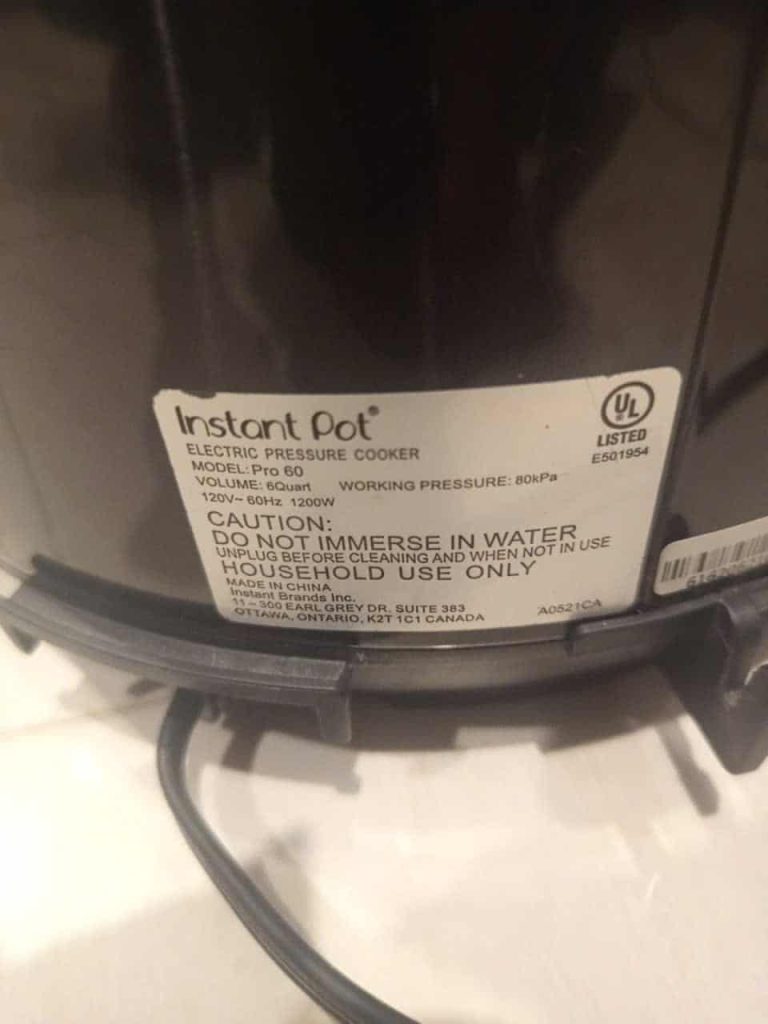 Instant Pot®
ELECTRIC PRESSURE COOKER
MODEL: Pro 60
VOLUME: 6Quart WORKING PRESSURE: 80kPa
120V~ 60Hz 1200W
UL
LISTED
E501954
CAUTION:
DO NOT IMMERSE IN WATER
UNPLUG BEFORE CLEANING AND WHEN NOT IN USE
HOUSEHOLD USE ONLY
MADE IN CHINA
Instant Brands Inc.
11-300 EARL GREY DR. SUITE 383
OTTAWA, ONTARIO, K2T 1C1 CANADA
A0521CA